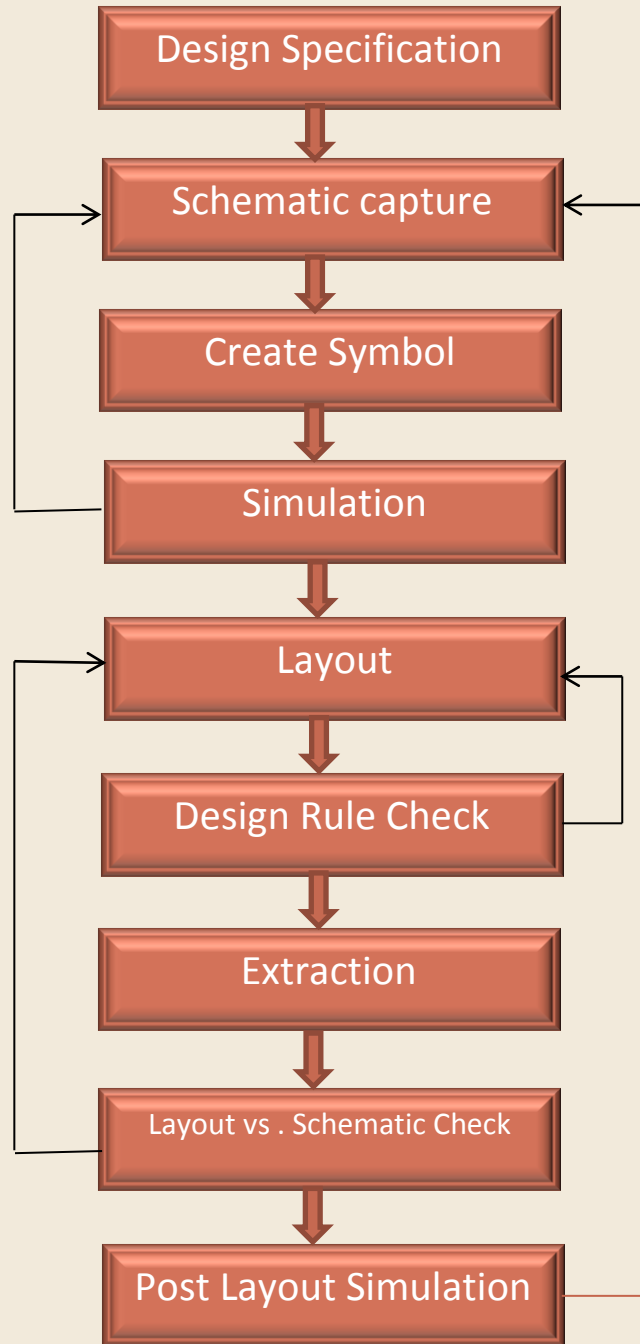 Design Specification
Schematic capture
Create Symbol
Simulation
Layout
Design Rule Check
Extraction
Layout vs . Schematic Check
Post Layout Simulation